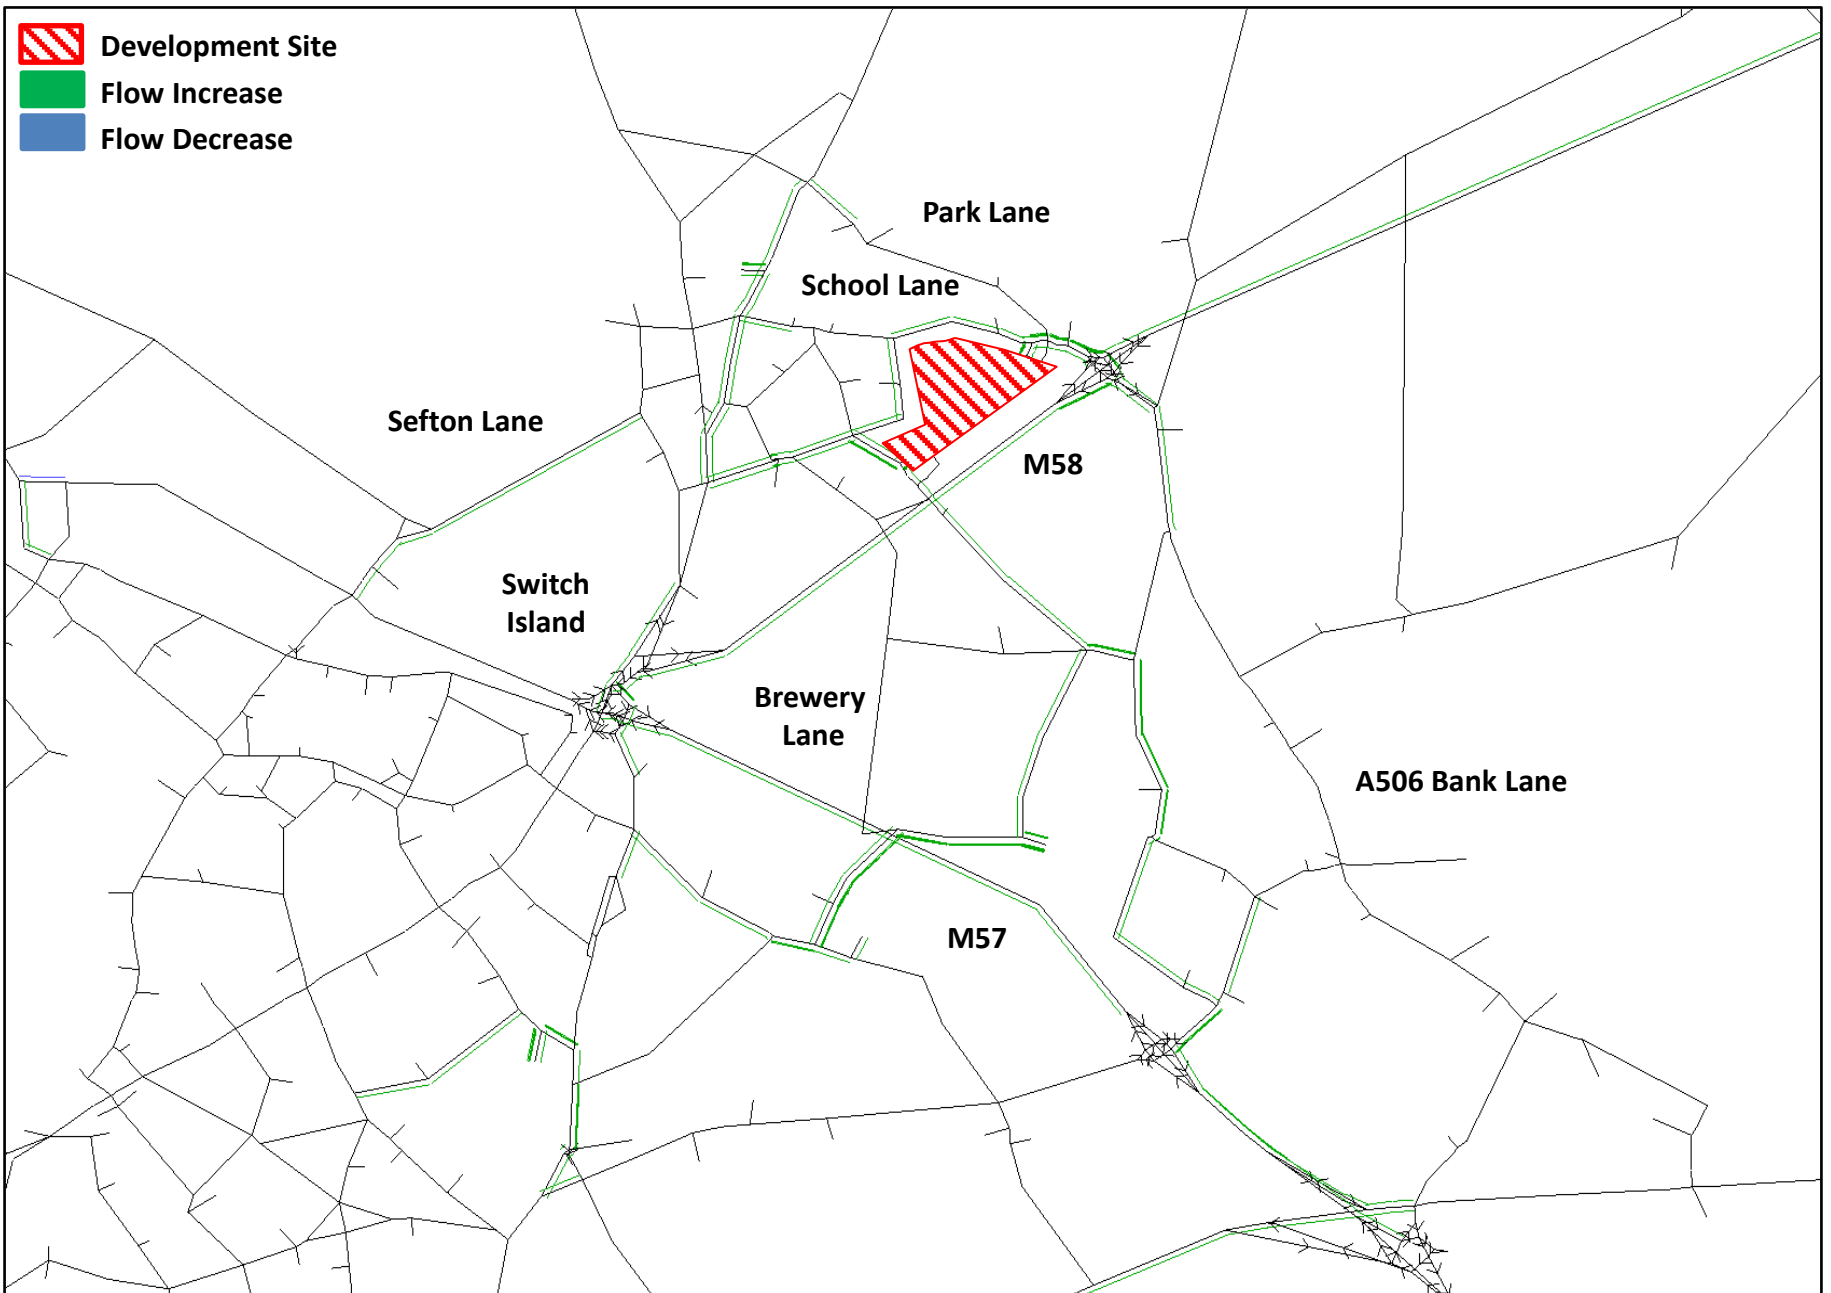 Development Site
Flow Increase
Flow Decrease
Park Lane
School Lane
Sefton Lane
M58
Switch
Island
Brewery
Lane
A506 Bank Lane
M57